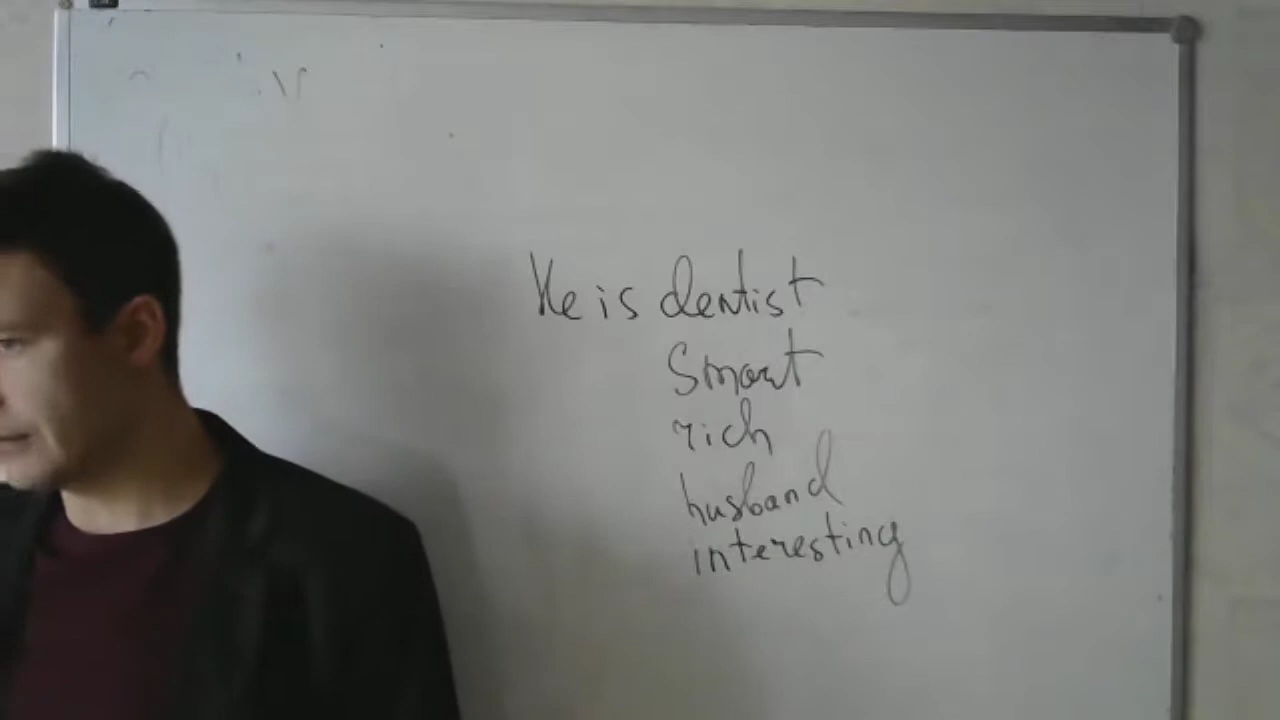 He is dentist
Smart
rich
husband
interesting